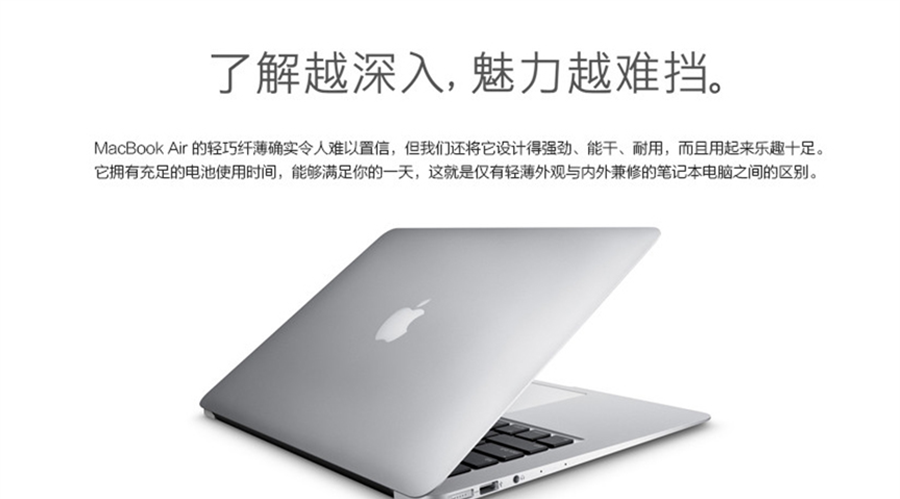 了解越深入，魅力越难挡。
MacBook Air 的轻巧纤薄确实令人难以置信，但我们还将它设计得强劲、能干、耐用，而且用起来乐趣十足。
它拥有充足的电池使用时间，能够满足你的一天，这就是仅有轻薄外观与内外兼修的笔记本电脑之间的区别。